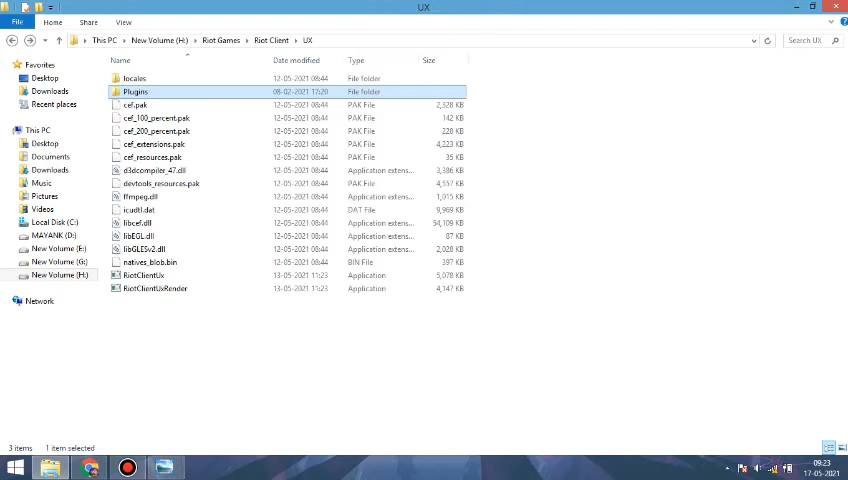 UX
File Home Share View
This PC New Volume (H:) Riot Games Riot Client UX Search UX
Name Date modified Type Size
Favorites
Desktop
Downloads
Recent places
This PC
Desktop
Documents
Downloads
Music
Pictures
Videos
Local Disk (C:)
MAYANK (D:)
New Volume (E:)
New Volume (G:)
New Volume (H:)
Network
locales 12-05-2021 08:44 File folder
Plugins 08-02-2021 17:20 File folder
cef.pak 12-05-2021 08:44 PAK File 2,328 KB
cef_100_percent.pak 12-05-2021 08:44 PAK File 142 KB
cef_200_percent.pak 12-05-2021 08:44 PAK File 228 KB
cef_extensions.pak 12-05-2021 08:44 PAK File 4,223 KB
cef_resources.pak 12-05-2021 08:44 PAK File 35 KB
d3dcompiler_47.dll 12-05-2021 08:44 Application extens... 3,386 KB
devtools_resources.pak 12-05-2021 08:44 PAK File 4,557 KB
ffmpeg.dll 12-05-2021 08:44 Application extens... 1,015 KB
icudtl.dat 12-05-2021 08:44 DAT File 9,969 KB
libcef.dll 12-05-2021 08:44 Application extens... 54,109 KB
libEGL.dll 12-05-2021 08:44 Application extens... 87 KB
libGLESv2.dll 12-05-2021 08:44 Application extens... 2,028 KB
natives_blob.bin 12-05-2021 08:44 BIN File 397 KB
RiotClientUx 13-05-2021 11:23 Application 5,078 KB
RiotClientUxRender 13-05-2021 11:23 Application 4,147 KB
3 items 1 item selected
09:23
17-05-2021